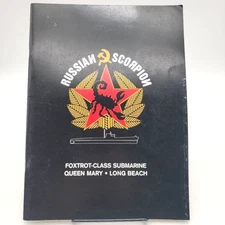 RUSSIAN SCORPION
FOXTROT-CLASS SUBMARINE
QUEEN MARY • LONG BEACH